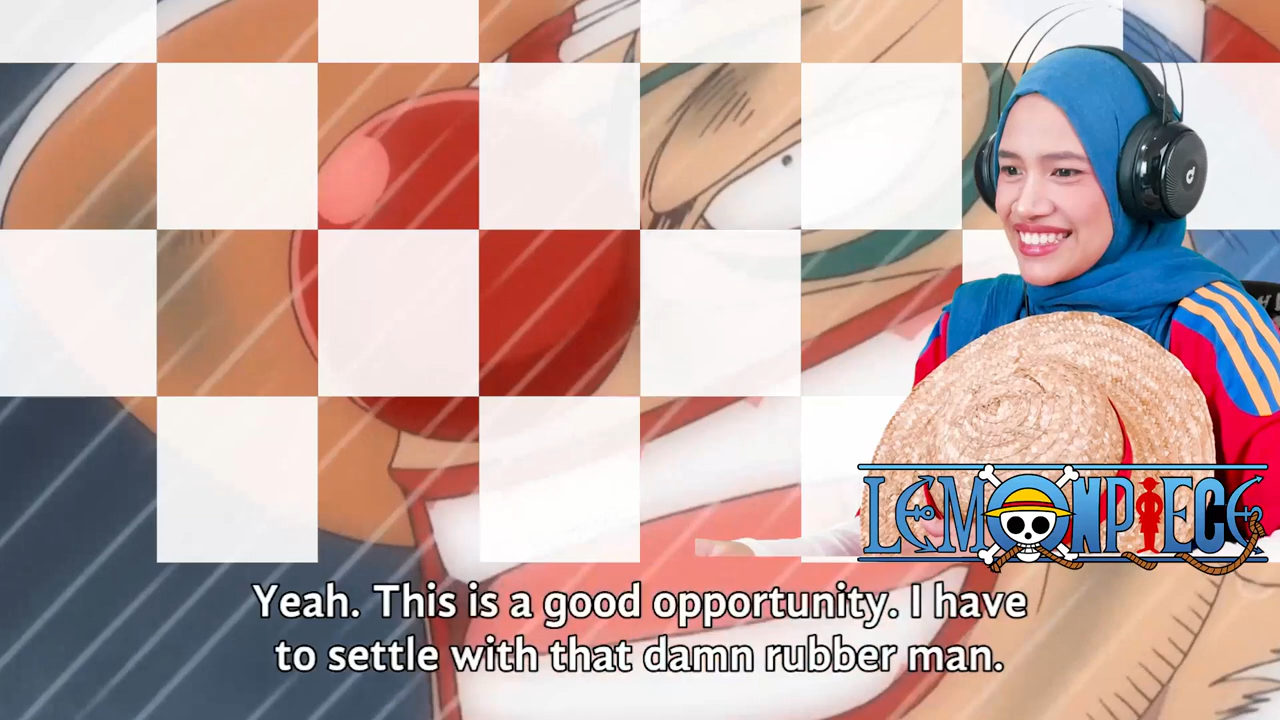 LEMONPIECE
Yeah. This is a good opportunity. I have
to settle with that damn rubber man.